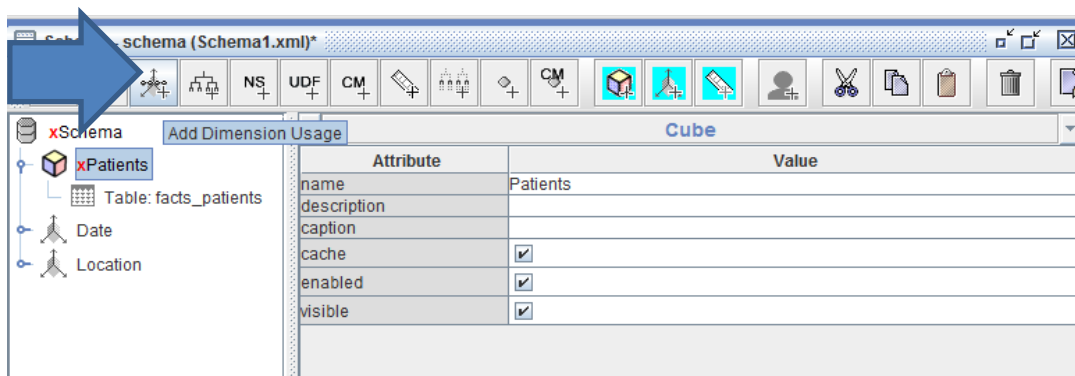 schema (Schema1.xml)*
NS UDF CM CM
xSchema
Add Dimension Usage
Cube
xPatients
Table: facts_patients
Date
Location
Attribute Value
name Patients
description
caption
cache
enabled
visible